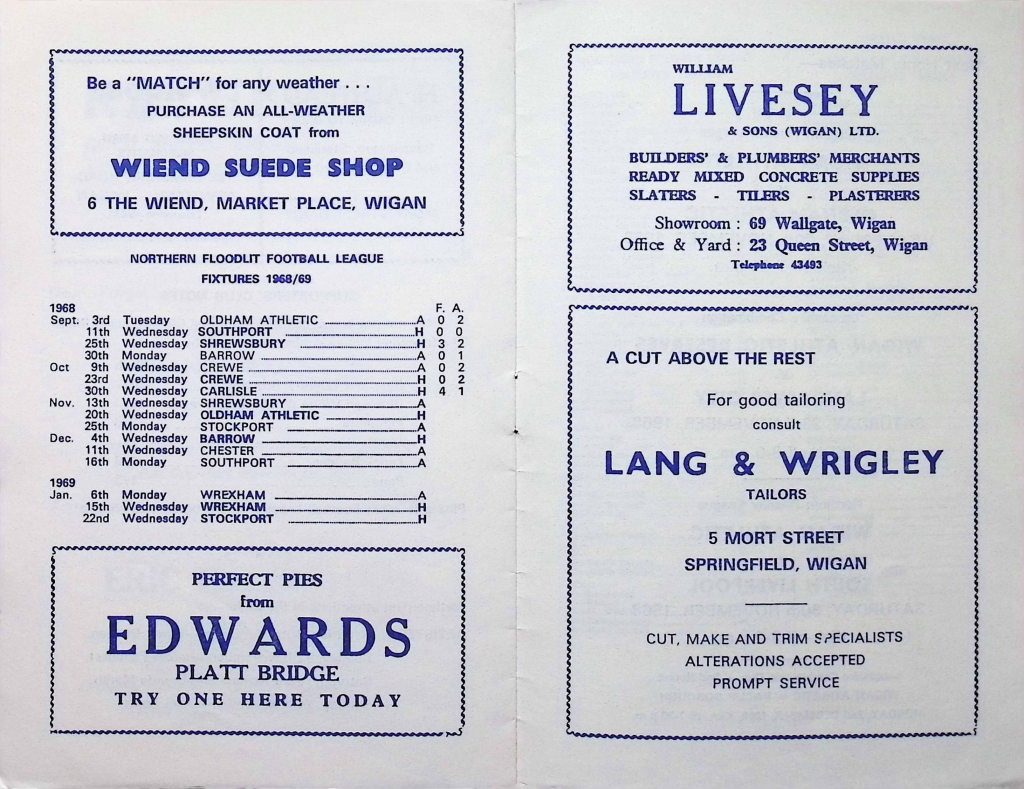 Be a "MATCH" for any weather . . .
PURCHASE AN ALL-WEATHER
SHEEPSKIN COAT from
WIEND SUEDE SHOP
6 THE WIEND, MARKET PLACE, WIGAN
NORTHERN FLOODLIT FOOTBALL LEAGUE
FIXTURES 1968/69
1968 F. A.
Sept. 3rd Tuesday OLDHAM ATHLETIC A 0 2
11th Wednesday SOUTHPORT H 0 0
25th Wednesday SHREWSBURY H 3 2
30th Monday BARROW A 0 1
Oct 9th Wednesday CREWE A 0 2
23rd Wednesday CREWE H 0 2
30th Wednesday CARLISLE H 4 1
Nov. 13th Wednesday SHREWSBURY A
20th Wednesday OLDHAM ATHLETIC H
25th Monday STOCKPORT A
Dec. 4th Wednesday BARROW H
11th Wednesday CHESTER A
16th Monday SOUTHPORT A
1969
Jan. 6th Monday WREXHAM A
15th Wednesday WREXHAM H
22nd Wednesday STOCKPORT H
PERFECT PIES
from
EDWARDS
PLATT BRIDGE
TRY ONE HERE TODAY
WILLIAM
LIVESEY
& SONS (WIGAN) LTD.
BUILDERS' & PLUMBERS' MERCHANTS
READY MIXED CONCRETE SUPPLIES
SLATERS - TILERS - PLASTERERS
Showroom : 69 Wallgate, Wigan
Office & Yard : 23 Queen Street, Wigan
Telephone 43493
A CUT ABOVE THE REST
For good tailoring
consult
LANG & WRIGLEY
TAILORS
5 MORT STREET
SPRINGFIELD, WIGAN
CUT, MAKE AND TRIM SPECIALISTS
ALTERATIONS ACCEPTED
PROMPT SERVICE